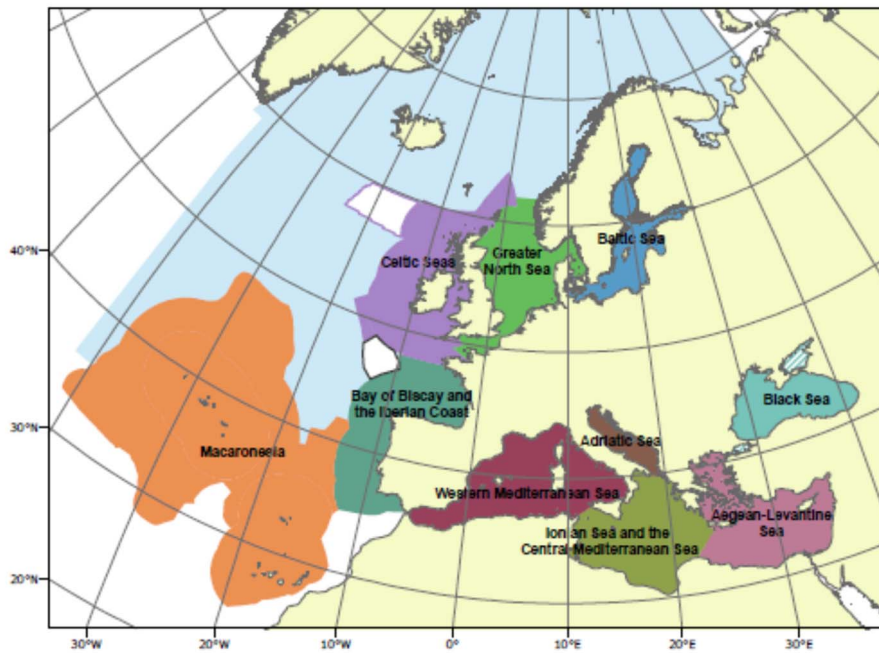 Celtic Seas
Greater
North Sea
Baltic Sea
40°N
Bay of Biscay and
the Iberian Coast
Black Sea
Macaronesia
Adriatic Sea
30°N
Western Mediterranean Sea
Aegean-Levantine
Sea
Ionian Sea and the
Central Mediterranean Sea
20°N
30°W
20°W
10°W
0°
10°E
20°E
30°E